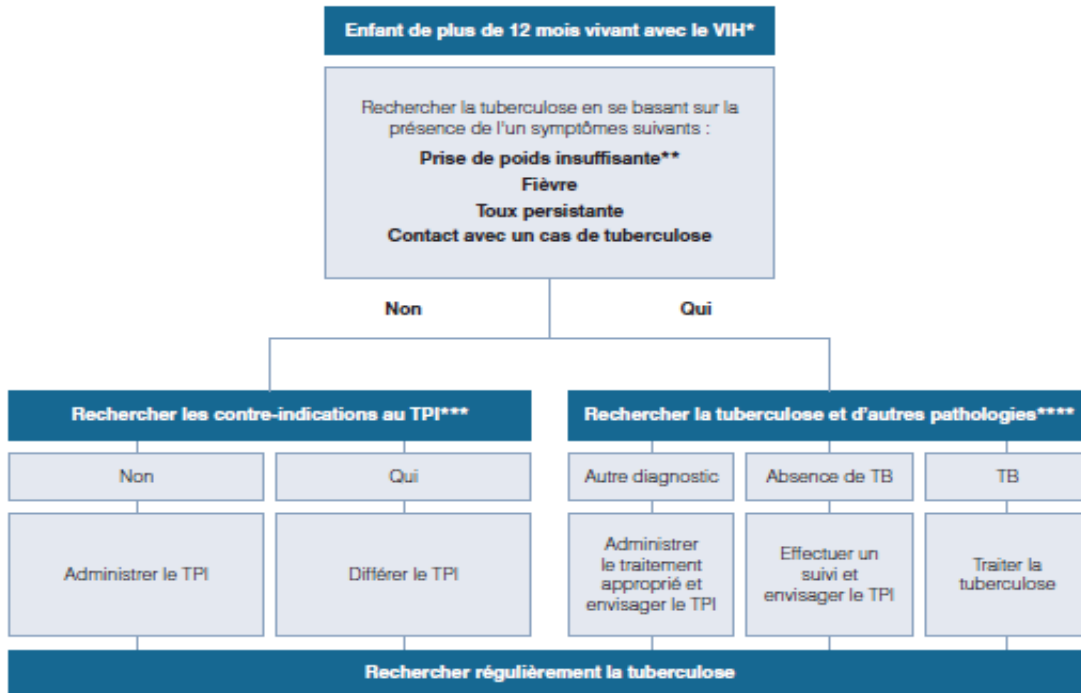 Enfant de plus de 12 mois vivant avec le VIH*
Rechercher la tuberculose en se basant sur la
présence de l'un symptômes suivants :
Prise de poids insuffisante**
Fièvre
Toux persistante
Contact avec un cas de tuberculose
Non
Qui
Rechercher les contre-indications au TPI***
Rechercher la tuberculose et d'autres pathologies****
Non
Qui
Autre diagnostic
Absence de TB
TB
Administrer le TPI
Différer le TPI
Administrer
le traitement
approprié et
envisager le TPI
Effectuer un
suivi et
envisager le TPI
Traiter la
tuberculose
Rechercher régulièrement la tuberculose